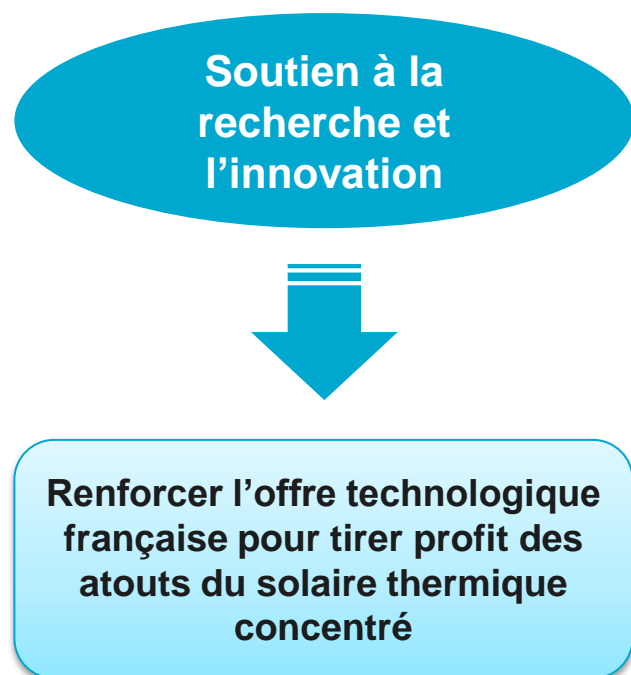 Soutien à la
recherche et
l’innovation
Renforcer l’offre technologique
française pour tirer profit des
atouts du solaire thermique
concentré